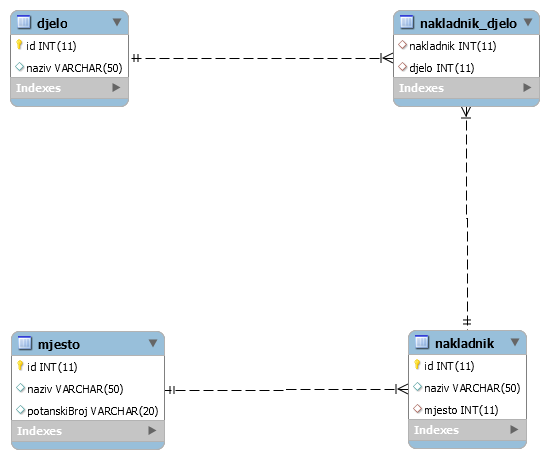 djelo
id INT(11)
naziv VARCHAR(50)
Indexes
nakladnik_djelo
nakladnik INT(11)
djelo INT(11)
Indexes
mjesto
id INT(11)
naziv VARCHAR(50)
potanskiBroj VARCHAR(20)
Indexes
nakladnik
id INT(11)
naziv VARCHAR(50)
mjesto INT(11)
Indexes